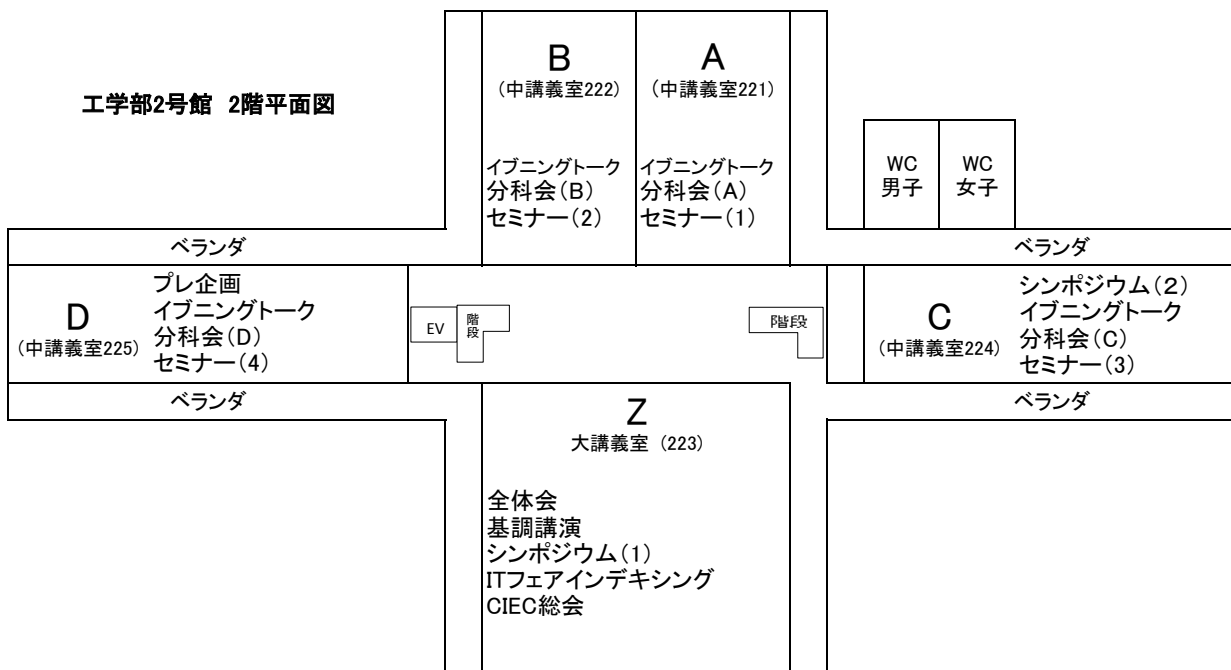 工学部2号館 2階平面図
B
(中講義室222)
イブニングトーク
分科会(B)
セミナー(2)
A
(中講義室221)
イブニングトーク
分科会(A)
セミナー(1)
WC
男子
WC
女子
ベランダ
ベランダ
D
(中講義室225)
プレ企画
イブニングトーク
分科会(D)
セミナー(4)
EV
階段
階段
C
(中講義室224)
シンポジウム(2)
イブニングトーク
分科会(C)
セミナー(3)
ベランダ
ベランダ
Z
大講義室 (223)
全体会
基調講演
シンポジウム(1)
ITフェアインデキシング
CIEC総会